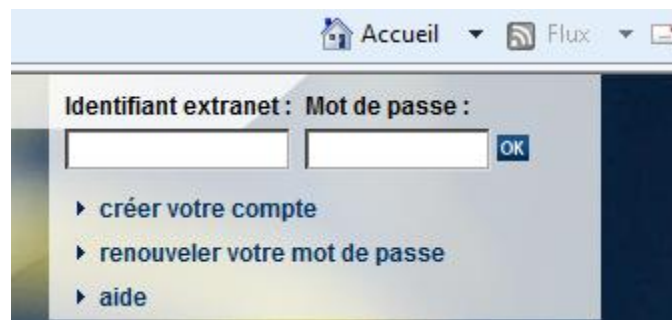 Accueil Flux
Identifiant extranet : Mot de passe :
OK
créer votre compte
renouveler votre mot de passe
aide